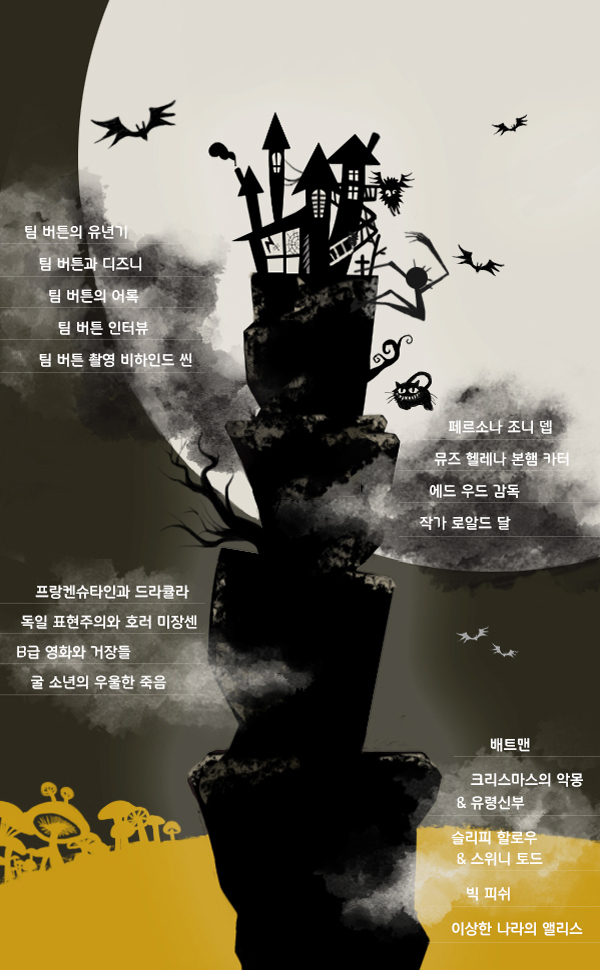 팀 버튼의 유년기
팀 버튼과 디즈니
팀 버튼의 어록
팀 버튼 인터뷰
팀 버튼 촬영 비하인드 씬
페르소나 조니 뎁
뮤즈 헬레나 본햄 카터
에드 우드 감독
작가 로알드 달
프랑켄슈타인과 드라큘라
독일 표현주의와 호러 미장센
B급 영화와 거장들
굴 소년의 우울한 죽음
배트맨
크리스마스의 악몽
& 유령신부
슬리피 할로우
& 스위니 토드
빅 피쉬
이상한 나라의 앨리스